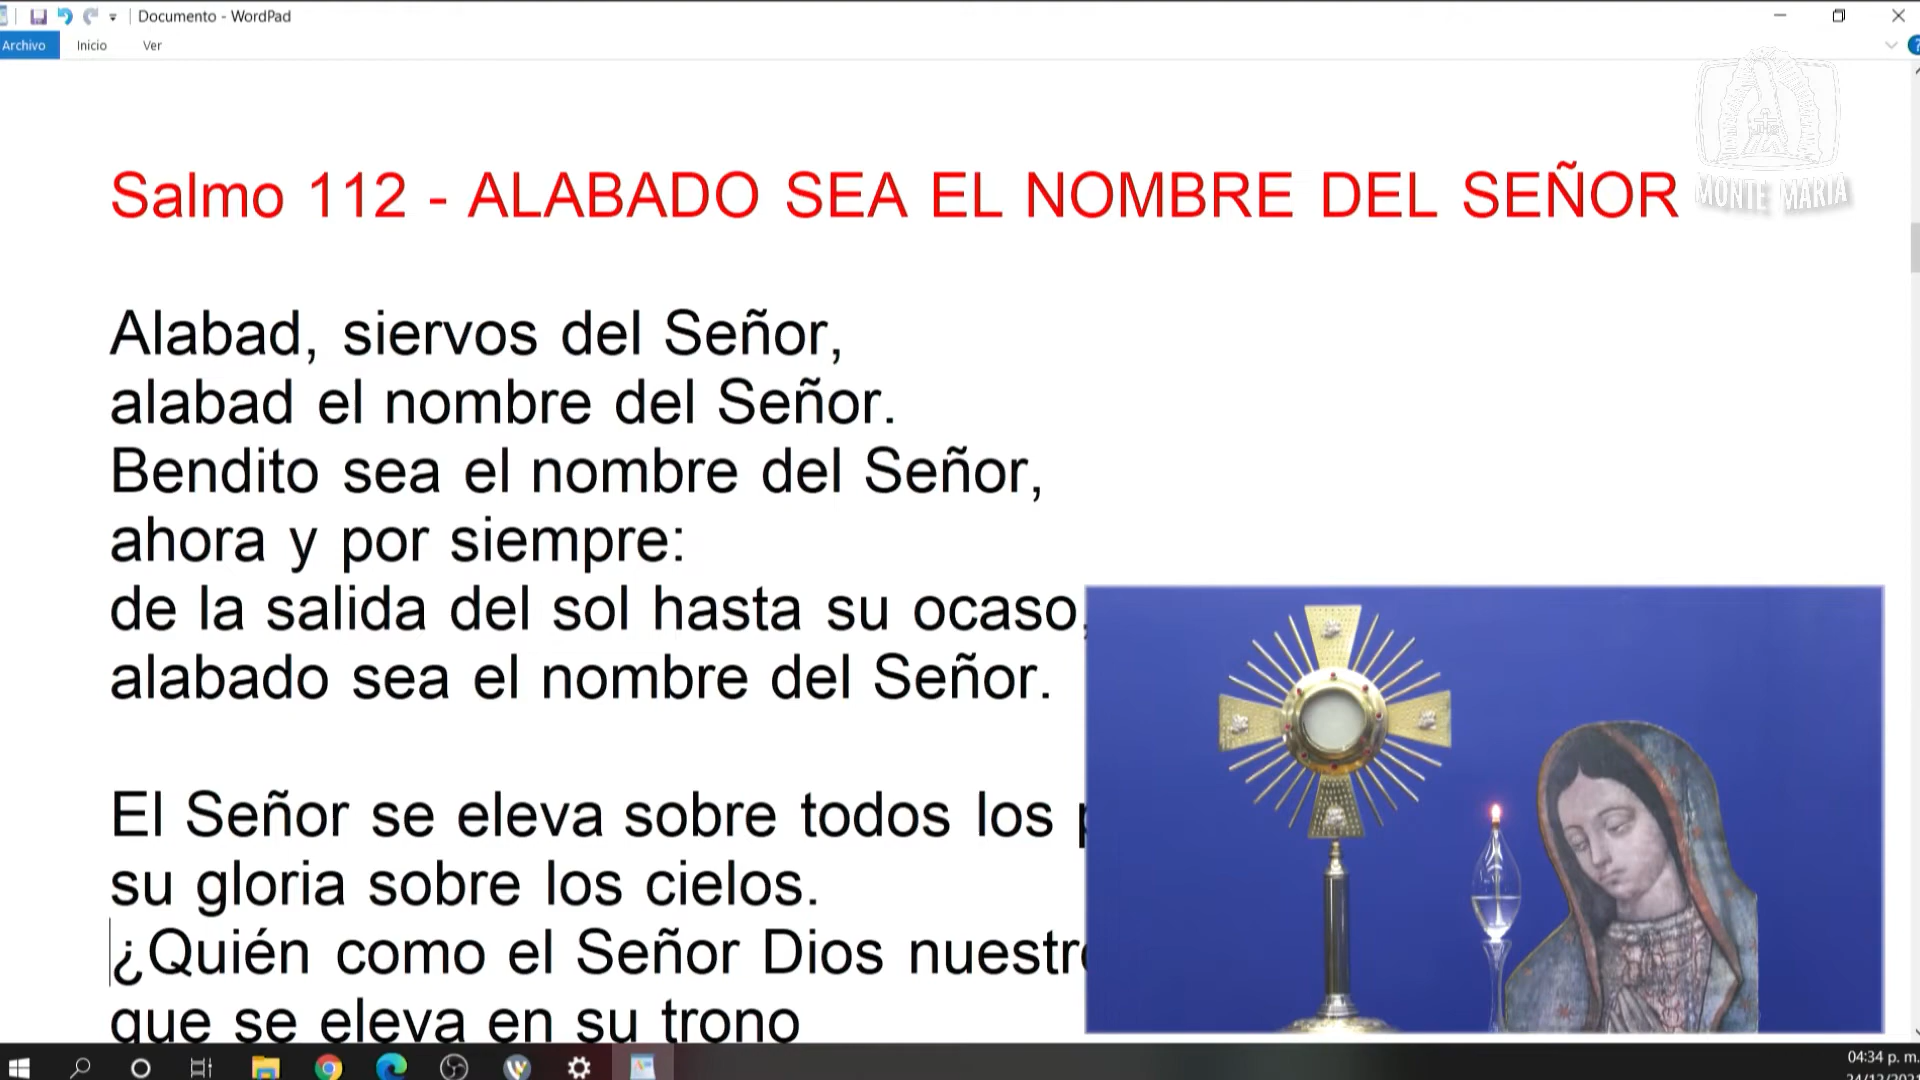 Documento - WordPad
Archivo Inicio Ver
MONTE MARÍA
Salmo 112 - ALABADO SEA EL NOMBRE DEL SEÑOR
Alabad, siervos del Señor,
alabad el nombre del Señor.
Bendito sea el nombre del Señor,
ahora y por siempre:
de la salida del sol hasta su ocaso,
alabado sea el nombre del Señor.
El Señor se eleva sobre todos los
su gloria sobre los cielos.
¿Quién como el Señor Dios
que se eleva en su trono
04:34 p. m.